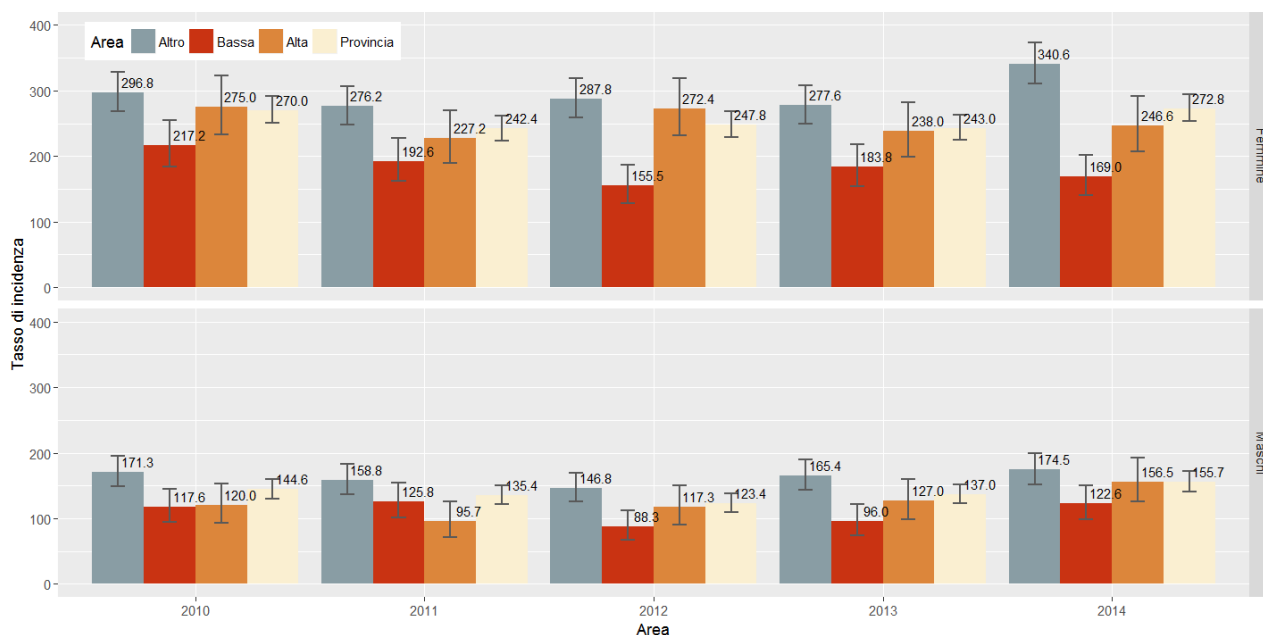 Tasso di incidenza
400
300
200
100
0
Area Altro Bassa Alta Provincia
296.8 217.2 275.0 270.0
276.2 192.6 227.2 242.4
287.8 155.5 272.4 247.8
277.6 183.8 238.0 243.0
340.6 169.0 246.6 272.8
Femmine
400
300
200
100
0
171.3 117.6 120.0 144.6
158.8 125.8 95.7 135.4
146.8 88.3 117.3 123.4
165.4 96.0 127.0 137.0
174.5 122.6 156.5 155.7
Maschi
2010 2011 2012 2013 2014
Area